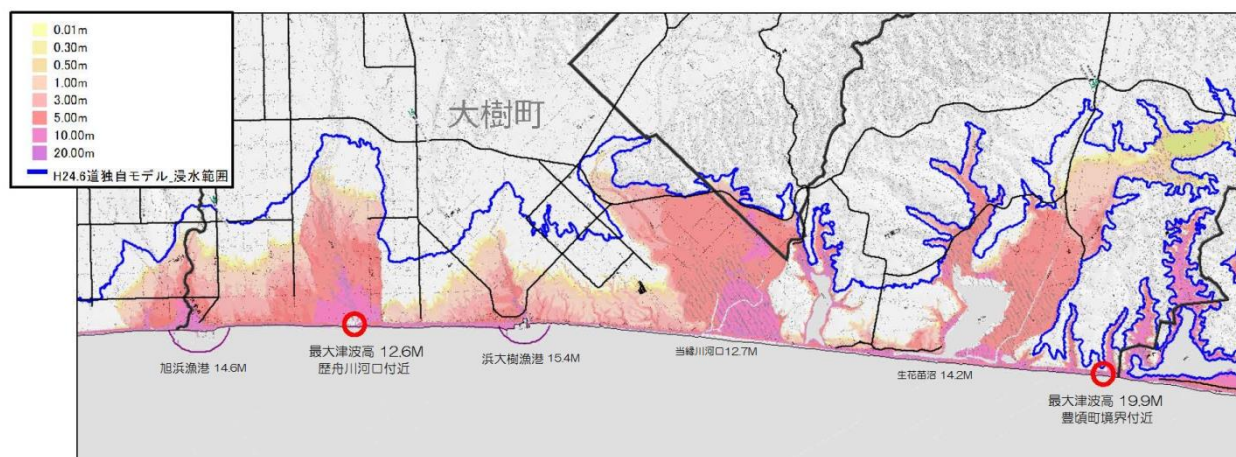 0.01m
0.30m
0.50m
1.00m
3.00m
5.00m
10.00m
20.00m
H24.6道独自モデル_浸水範囲
大樹町
旭浜漁港 14.6M
最大津波高 12.6M
歴舟川河口付近
浜大樹漁港 15.4M
当縁川河口12.7M
生花苗沼 14.2M
最大津波高 19.9M
豊頃町境界付近